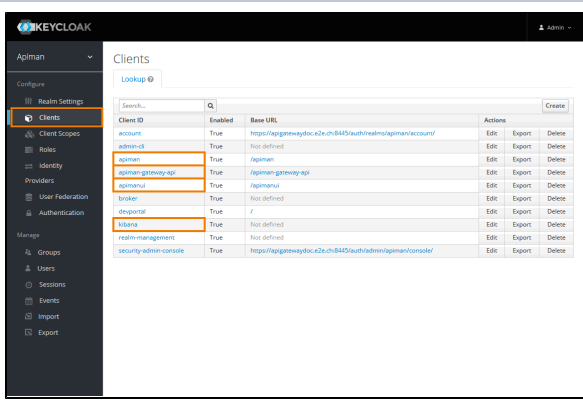 KEYCLOAK
Admin
Apiman
Configure
Realm Settings
Clients
Client Scopes
Roles
Identity
Providers
User Federation
Authentication
Manage
Groups
Users
Sessions
Events
Import
Export
Clients
Lookup
Search...
Create
Client ID Enabled Base URL Actions
account True https://apigatewaydoc.e2e.ch:8445/auth/realms/apiman/account/ Edit Export Delete
admin-cli True Not defined Edit Export Delete
apiman True /apiman Edit Export Delete
apiman-gateway-api True /apiman-gateway-api Edit Export Delete
apimanui True /apimanui Edit Export Delete
broker True Not defined Edit Export Delete
devportal True / Edit Export Delete
kibana True Not defined Edit Export Delete
realm-management True Not defined Edit Export Delete
security-admin-console True https://apigatewaydoc.e2e.ch:8445/auth/admin/apiman/console/ Edit Export Delete